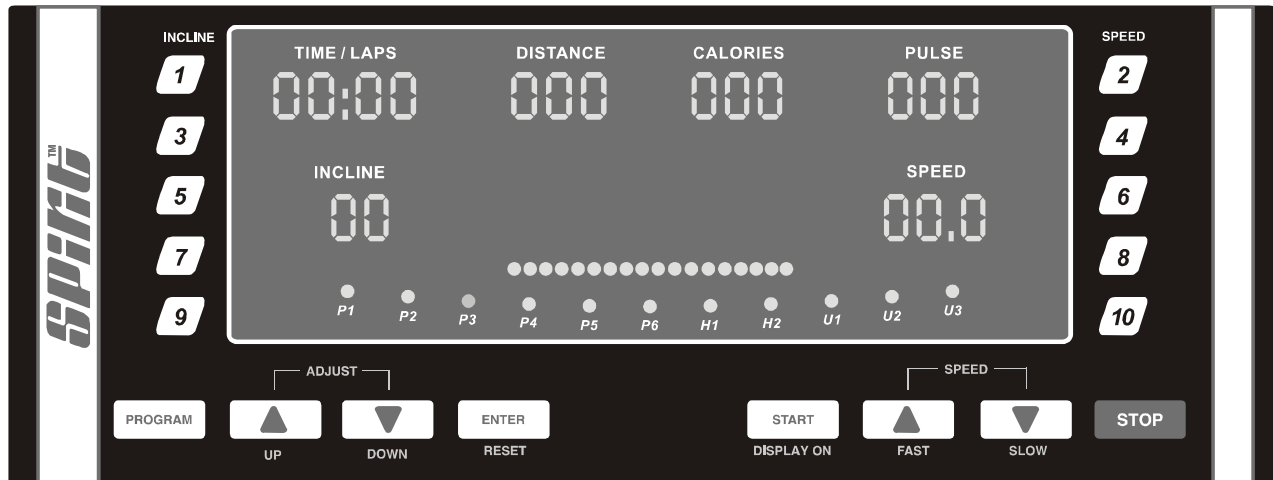 INCLINE
SPEED
1
2
3
4
5
6
7
8
9
10
Spirit™
TIME / LAPS DISTANCE CALORIES PULSE
00:00 000 000 000
INCLINE SPEED
00 00.0
P1 P2 P3 P4 P5 P6 H1 H2 U1 U2 U3
ADJUST SPEED
PROGRAM ENTER START STOP
UP DOWN RESET DISPLAY ON FAST SLOW